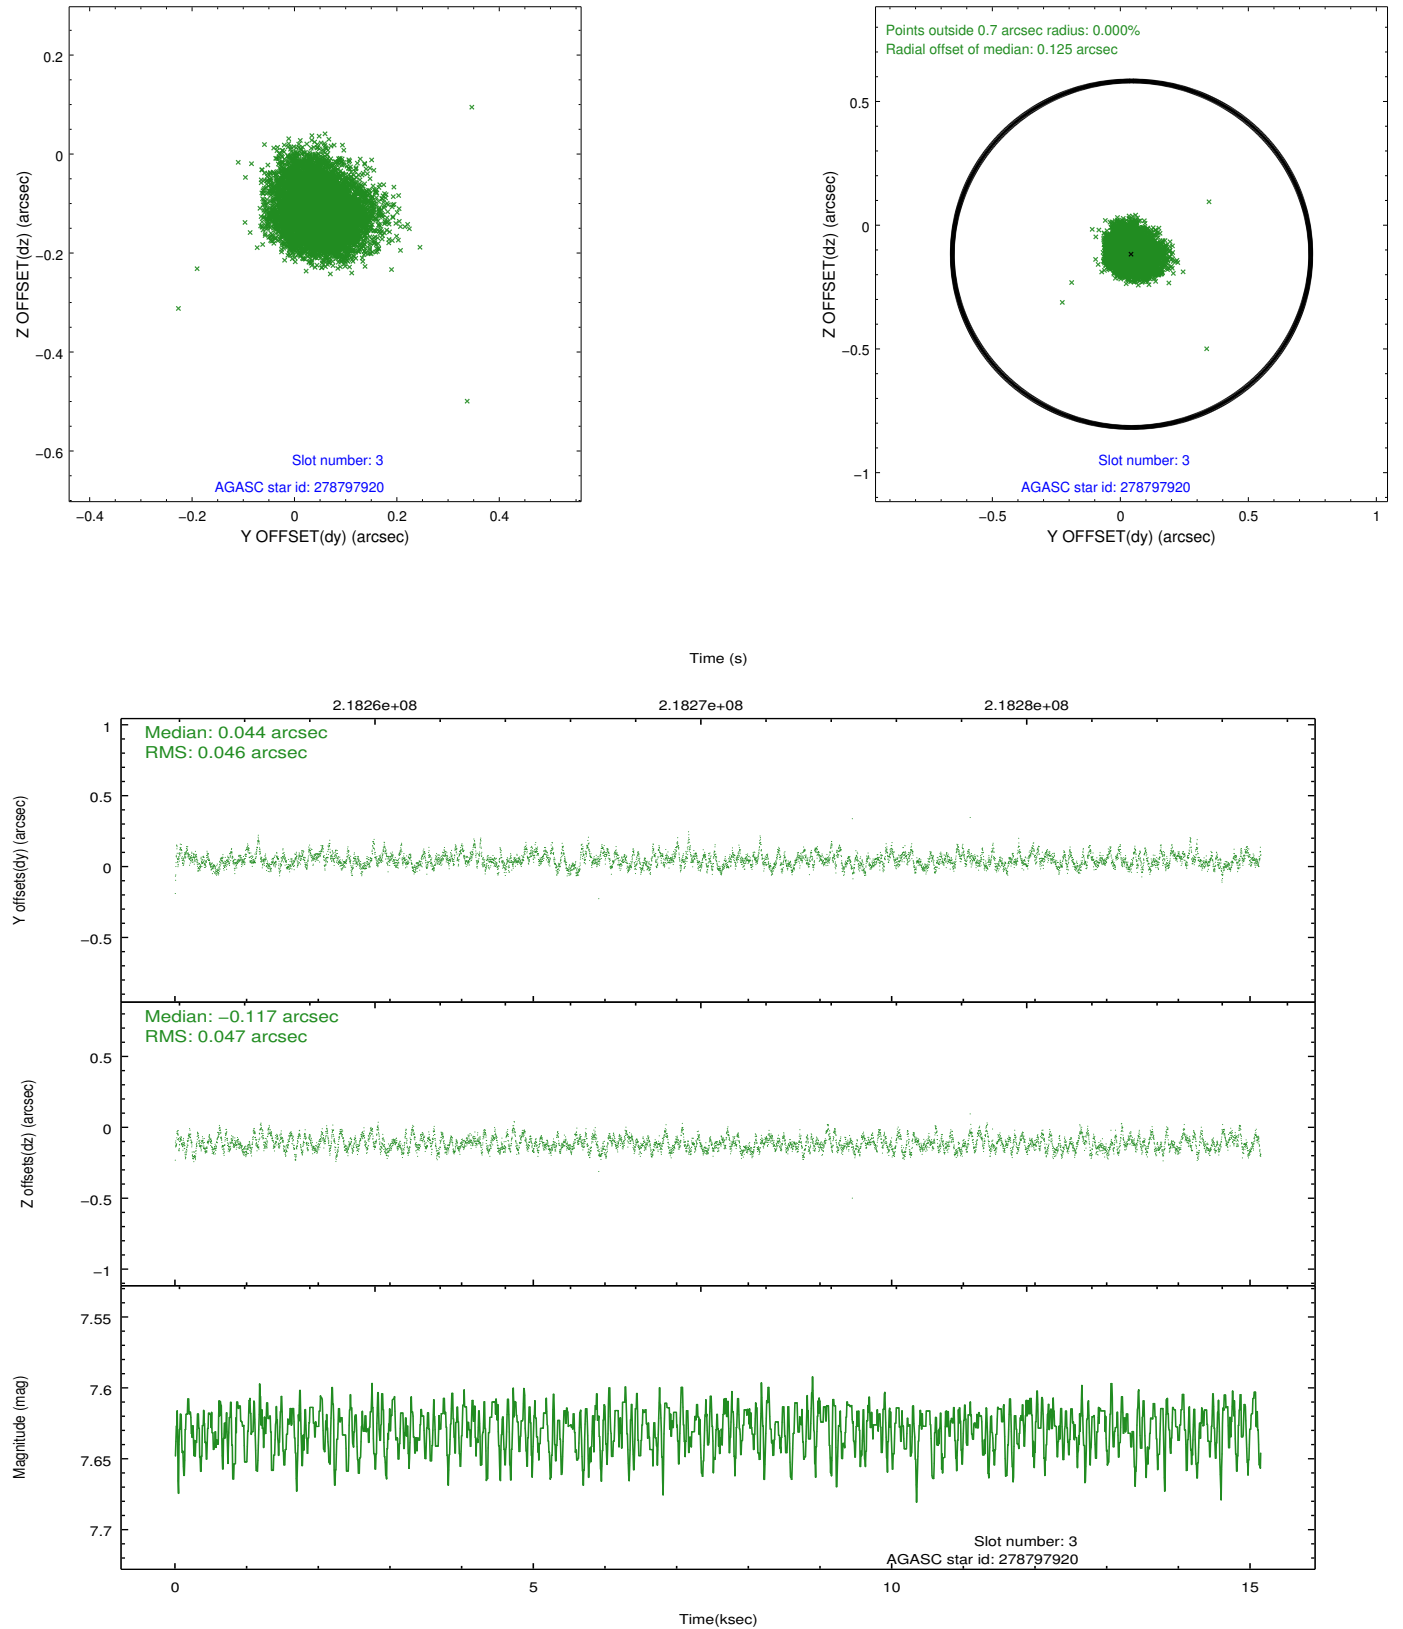 0.2
0
−0.2
−0.4
−0.6
Z OFFSET(dz) (arcsec)
Slot number: 3
AGASC star id: 278797920
−0.4
−0.2
0
0.2
0.4
Y OFFSET(dy) (arcsec)
Points outside 0.7 arcsec radius: 0.000%
Radial offset of median: 0.125 arcsec
0.5
0
−0.5
−1
Z OFFSET(dz) (arcsec)
Slot number: 3
AGASC star id: 278797920
−0.5
0
0.5
1
Y OFFSET(dy) (arcsec)
Time (s)
2.1826e+08
2.1827e+08
2.1828e+08
Median: 0.044 arcsec
RMS: 0.046 arcsec
1
0.5
0
−0.5
Y offsets(dy) (arcsec)
Median: −0.117 arcsec
RMS: 0.047 arcsec
0.5
0
−0.5
−1
Z offsets(dz) (arcsec)
7.55
7.6
7.65
7.7
Magnitude (mag)
Slot number: 3
AGASC star id: 278797920
0
5
10
15
Time(ksec)